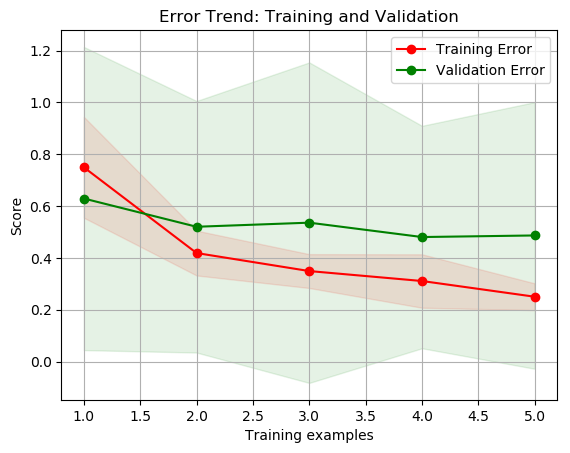 Error Trend: Training and Validation
Training Error
Validation Error
Score
1.2
1.0
0.8
0.6
0.4
0.2
0.0
1.0 1.5 2.0 2.5 3.0 3.5 4.0 4.5 5.0
Training examples